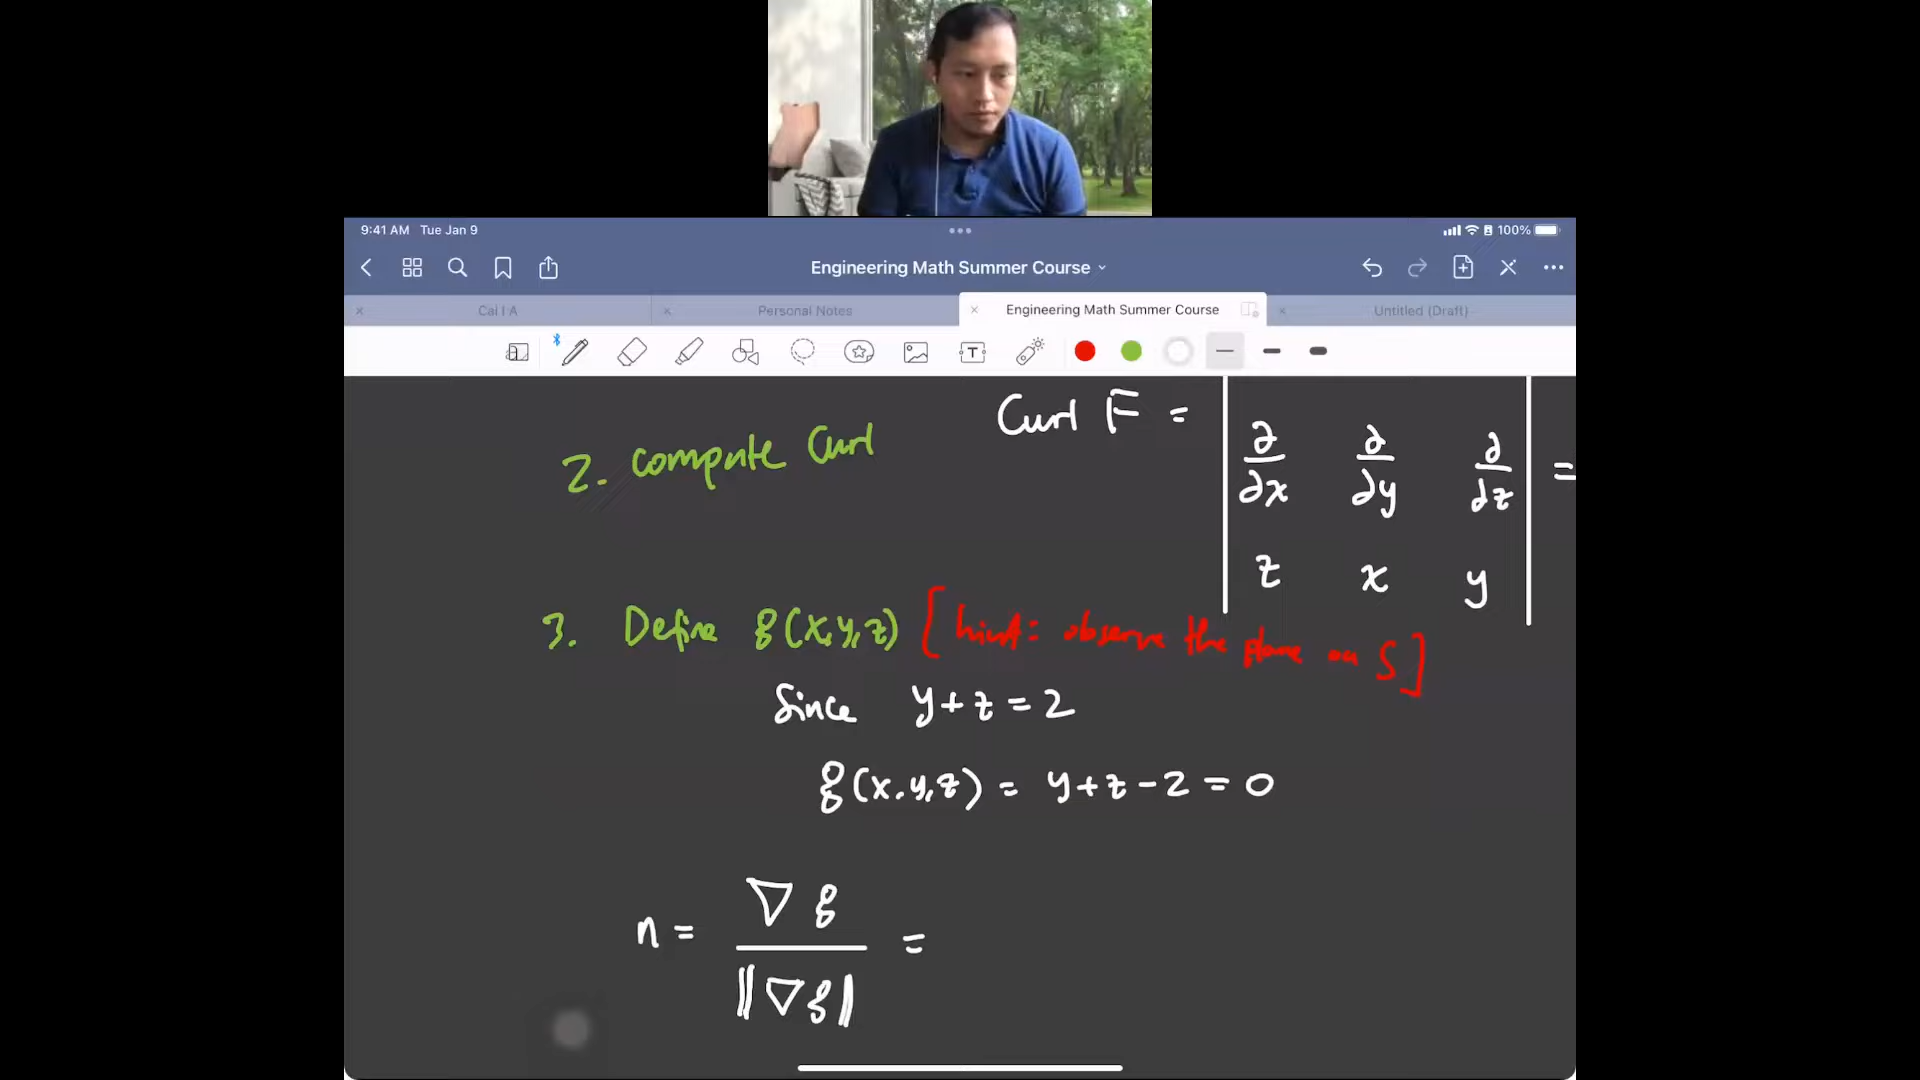 9:41 AM Tue Jan 9
100%
Engineering Math Summer Course
Cal I A
Personal Notes
Engineering Math Summer Course
Untitled (Draft)
T
2. Compute Curl
Curl F = | ∂/∂x ∂/∂y ∂/∂z | =
z x y
3. Define g(x,y,z) [hint: observe the plane on S]
Since y+z=2
g(x,y,z) = y+z-2=0
n = ∇g / ||∇g|| =